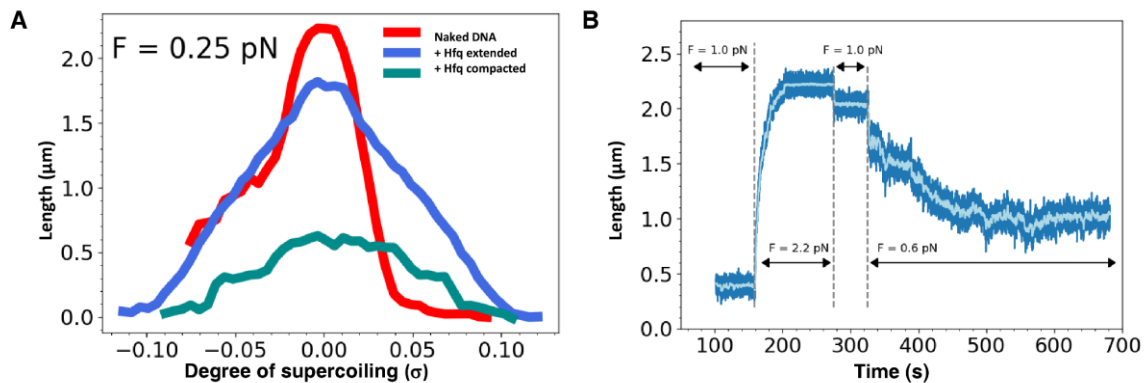 A
F = 0.25 pN
Naked DNA
+ Hfq extended
+ Hfq compacted
Length (μm)
2.0
1.5
1.0
0.5
0.0
−0.10
−0.05
0.00
0.05
0.10
Degree of supercoiling (σ)
B
F = 1.0 pN
F = 1.0 pN
F = 2.2 pN
F = 0.6 pN
Length (μm)
2.5
2.0
1.5
1.0
0.5
0.0
100
200
300
400
500
600
700
Time (s)